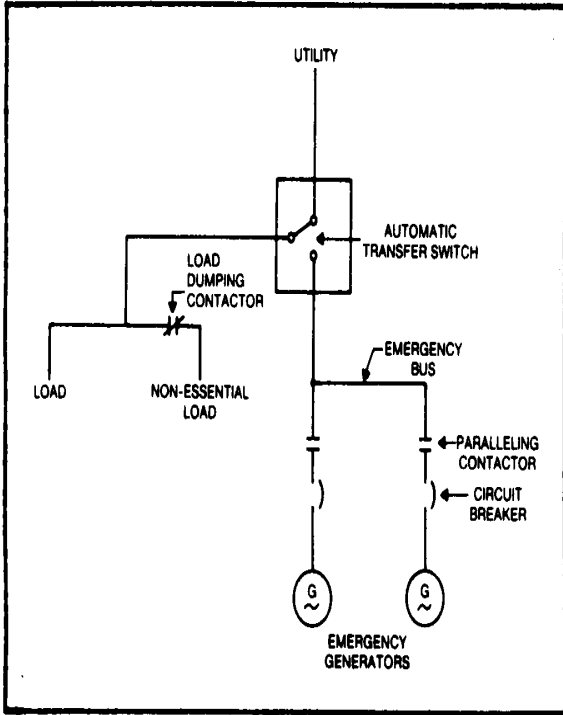 UTILITY
AUTOMATIC
TRANSFER SWITCH
LOAD
DUMPING
CONTACTOR
EMERGENCY
BUS
LOAD
NON-ESSENTIAL
LOAD
PARALLELING
CONTACTOR
CIRCUIT
BREAKER
G
~
G
~
EMERGENCY
GENERATORS